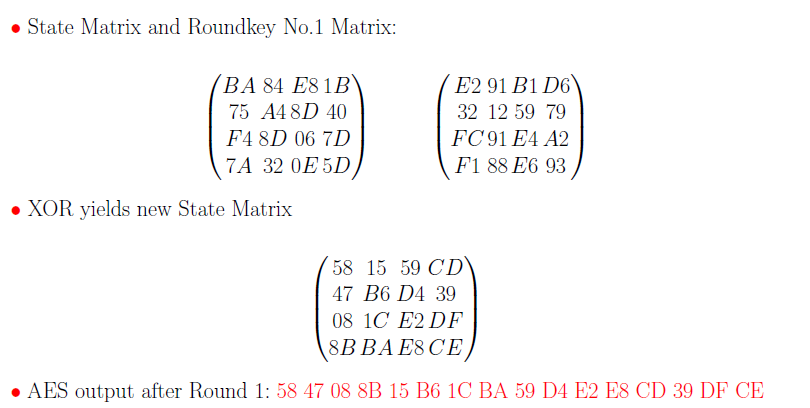 • State Matrix and Roundkey No.1 Matrix:
BA 84 E8 1B E2 91 B1 D6
75 A4 8D 40 32 12 59 79
F4 8D 06 7D FC 91 E4 A2
7A 32 0E 5D F1 88 E6 93
• XOR yields new State Matrix
58 15 59 CD
47 B6 D4 39
08 1C E2 DF
8B BA E8 CE
• AES output after Round 1: 58 47 08 8B 15 B6 1C BA 59 D4 E2 E8 CD 39 DF CE